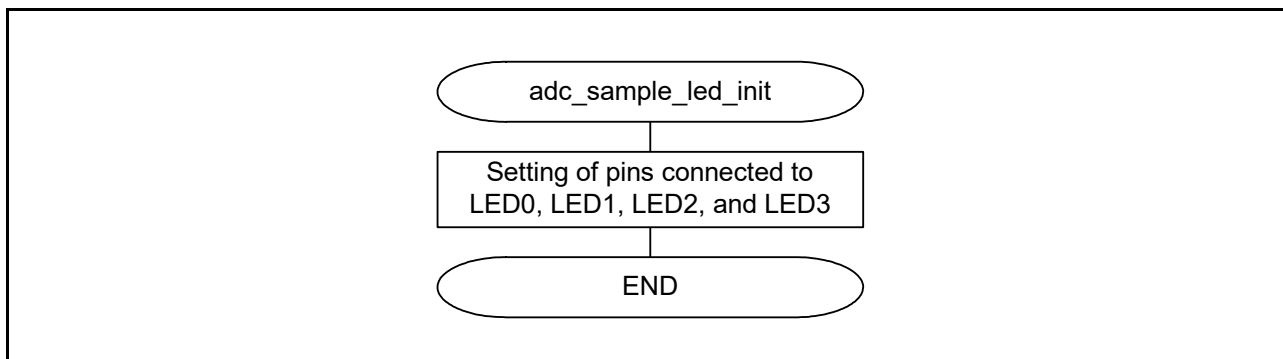 adc_sample_led_init
Setting of pins connected to
LED0, LED1, LED2, and LED3
END